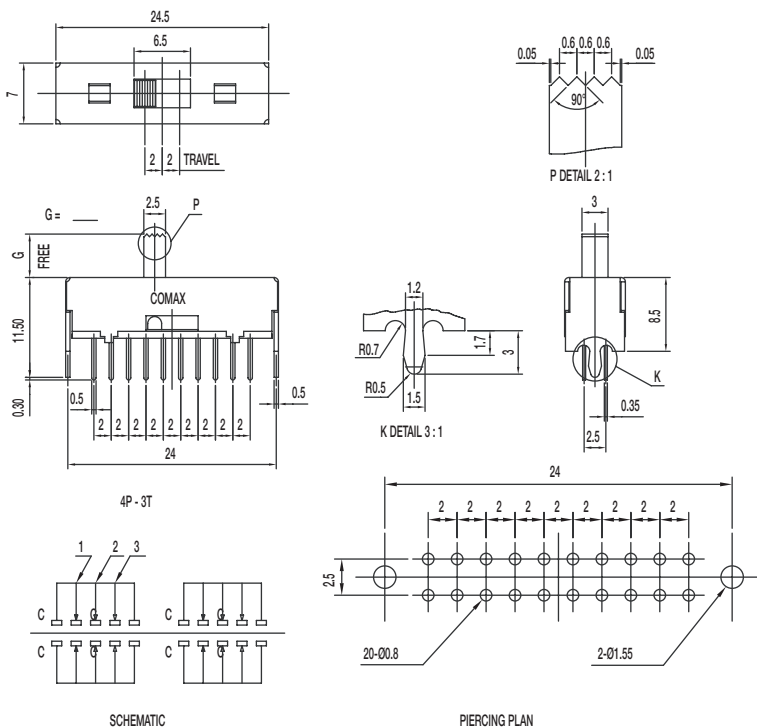 24.5
6.5
7
2 2 TRAVEL
0.05 0.6 0.6 0.6 0.05
90°
P DETAIL 2 : 1
G =
2.5
P
G
FREE
COMAX
11.50
0.30
0.5
0.5
2 2 2 2 2 2 2 2 2
24
1.2
R0.7
1.7
3
R0.5
1.5
K DETAIL 3 : 1
3
8.5
K
0.35
2.5
4P - 3T
1 2 3
C C
C C
SCHEMATIC
24
2 2 2 2 2 2 2 2 2
2.5
20-Ø0.8
2-Ø1.55
PIERCING PLAN